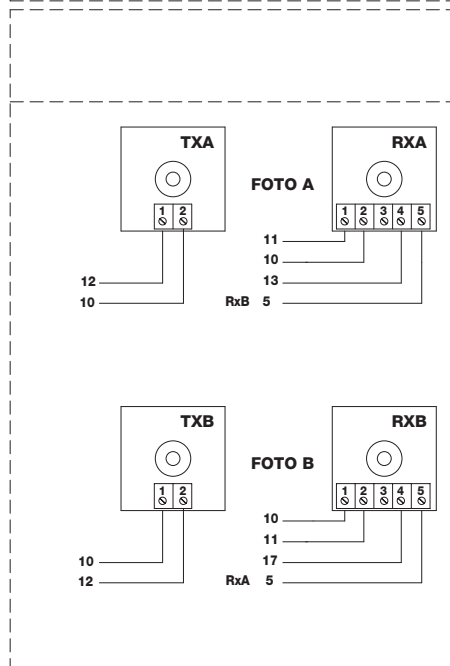 TXA RXA
FOTO A
1 2 1 2 3 4 5
11
10
12 13
10 RxB 5
TXB RXB
FOTO B
1 2 1 2 3 4 5
10
11
10 17
12 RxA 5